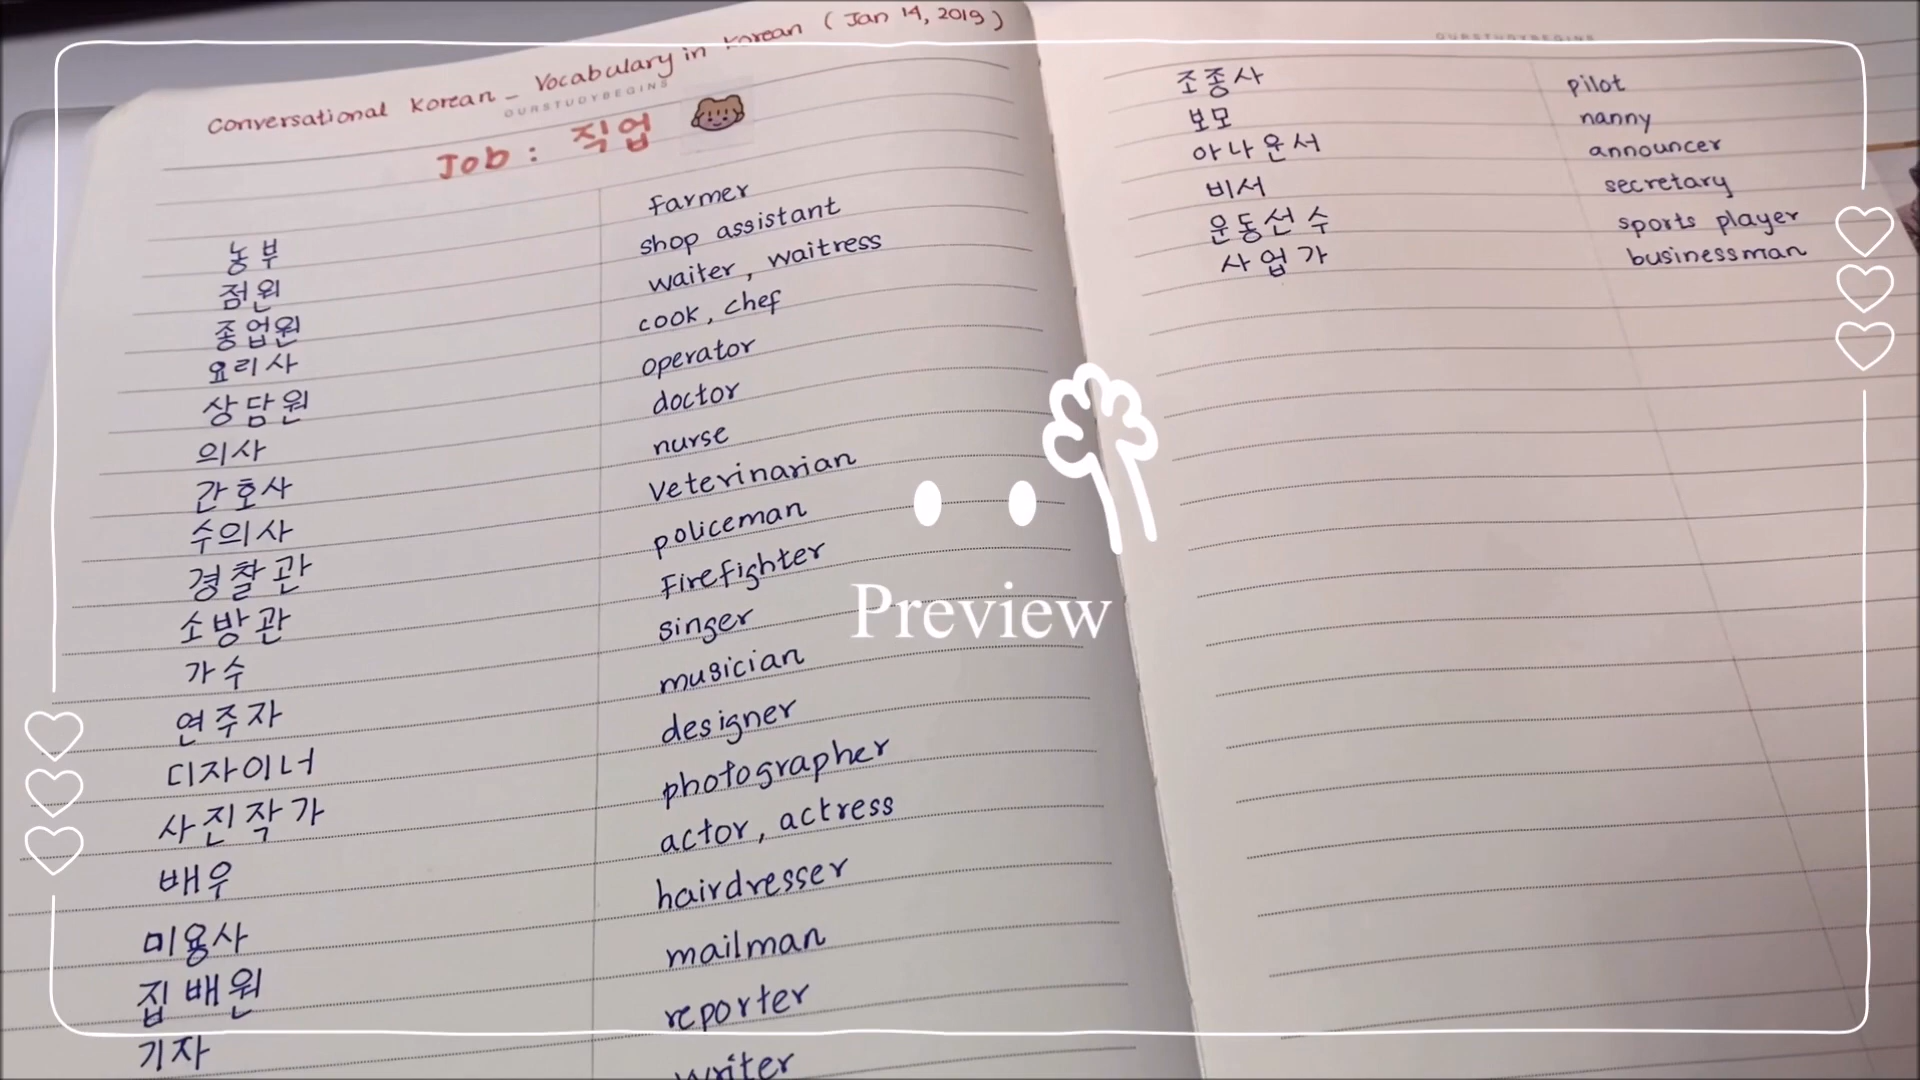 Conversational Korean _ Vocabulary in Korean ( Jan 14, 2019 )
OURSTUDYBEGINS
Job : 직업
농부 farmer
점원 shop assistant
종업원 waiter, waitress
요리사 cook, chef
상담원 operator
의사 doctor
간호사 nurse
수의사 Veterinarian
경찰관 policeman
소방관 Firefighter
가수 singer
연주자 musician
디자이너 designer
사진작가 photographer
배우 actor, actress
미용사 hairdresser
집배원 mailman
기자 reporter
writer
OURSTUDYBEGINS
조종사 pilot
보모 nanny
아나운서 announcer
비서 secretary
운동선수 sports player
사업가 businessman
Preview